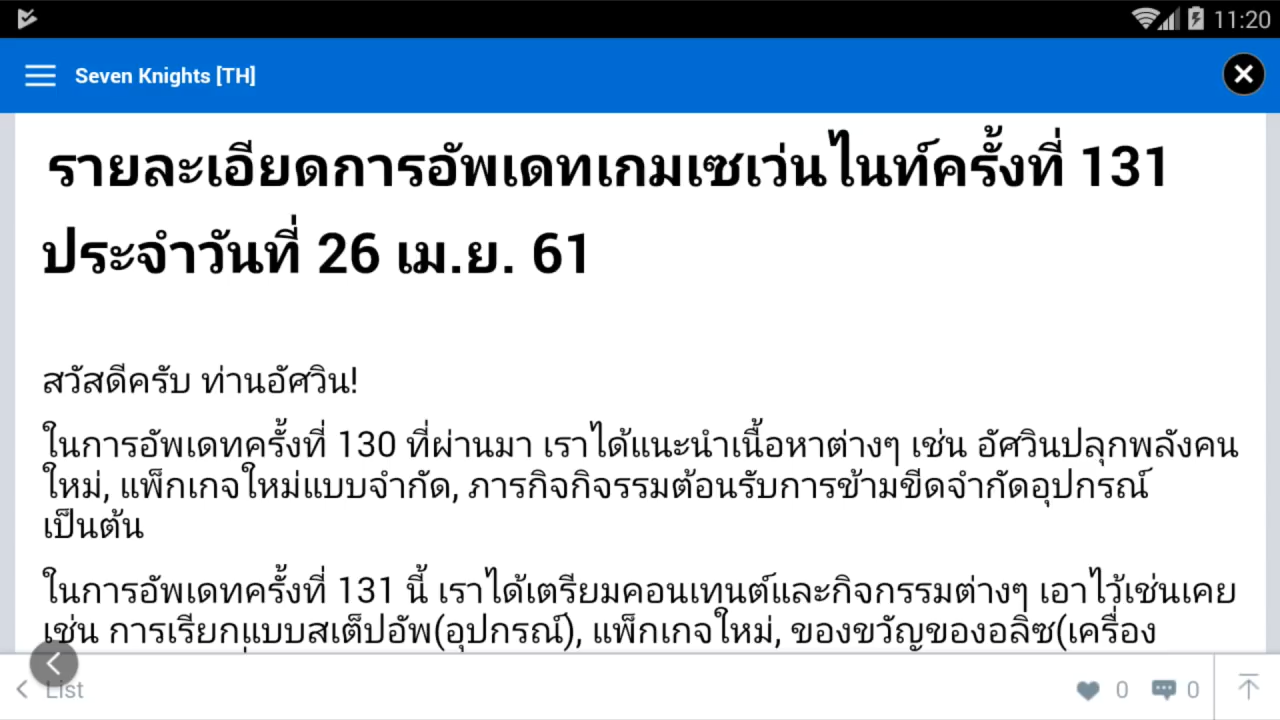 11:20
Seven Knights [TH]
รายละเอียดการอัพเดทเกมเซเว่นไนท์ครั้งที่ 131
ประจำวันที่ 26 เม.ย. 61
สวัสดีครับ ท่านอัศวิน!
ในการอัพเดทครั้งที่ 130 ที่ผ่านมา เราได้แนะนำเนื้อหาต่างๆ เช่น อัศวินปลุกพลังคน
ใหม่, แพ็กเกจใหม่แบบจำกัด, ภารกิจกิจรรมต้อนรับการข้ามขีดจำกัดอุปกรณ์
เป็นต้น
ในการอัพเดทครั้งที่ 131 นี้ เราได้เตรียมคอนเทนต์และกิจกรรมต่างๆ เอาไว้เช่นเคย
เช่น การเรียกแบบสเต็ปอัพ(อุปกรณ์), แพ็กเกจใหม่, ของขวัญของอลิซ(เครื่อง
List
0
0